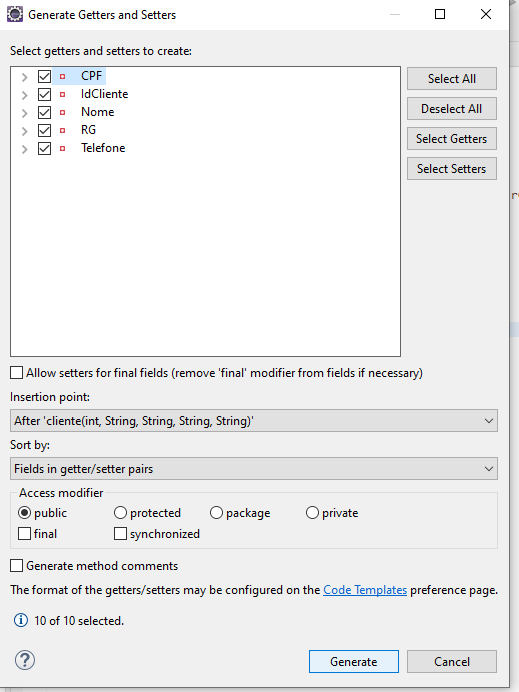 Generate Getters and Setters
Select getters and setters to create:
CPF
IdCliente
Nome
RG
Telefone
Select All
Deselect All
Select Getters
Select Setters
Allow setters for final fields (remove 'final' modifier from fields if necessary)
Insertion point:
After 'cliente(int, String, String, String, String)'
Sort by:
Fields in getter/setter pairs
Access modifier
public protected package private
final synchronized
Generate method comments
The format of the getters/setters may be configured on the Code Templates preference page.
10 of 10 selected.
Generate Cancel